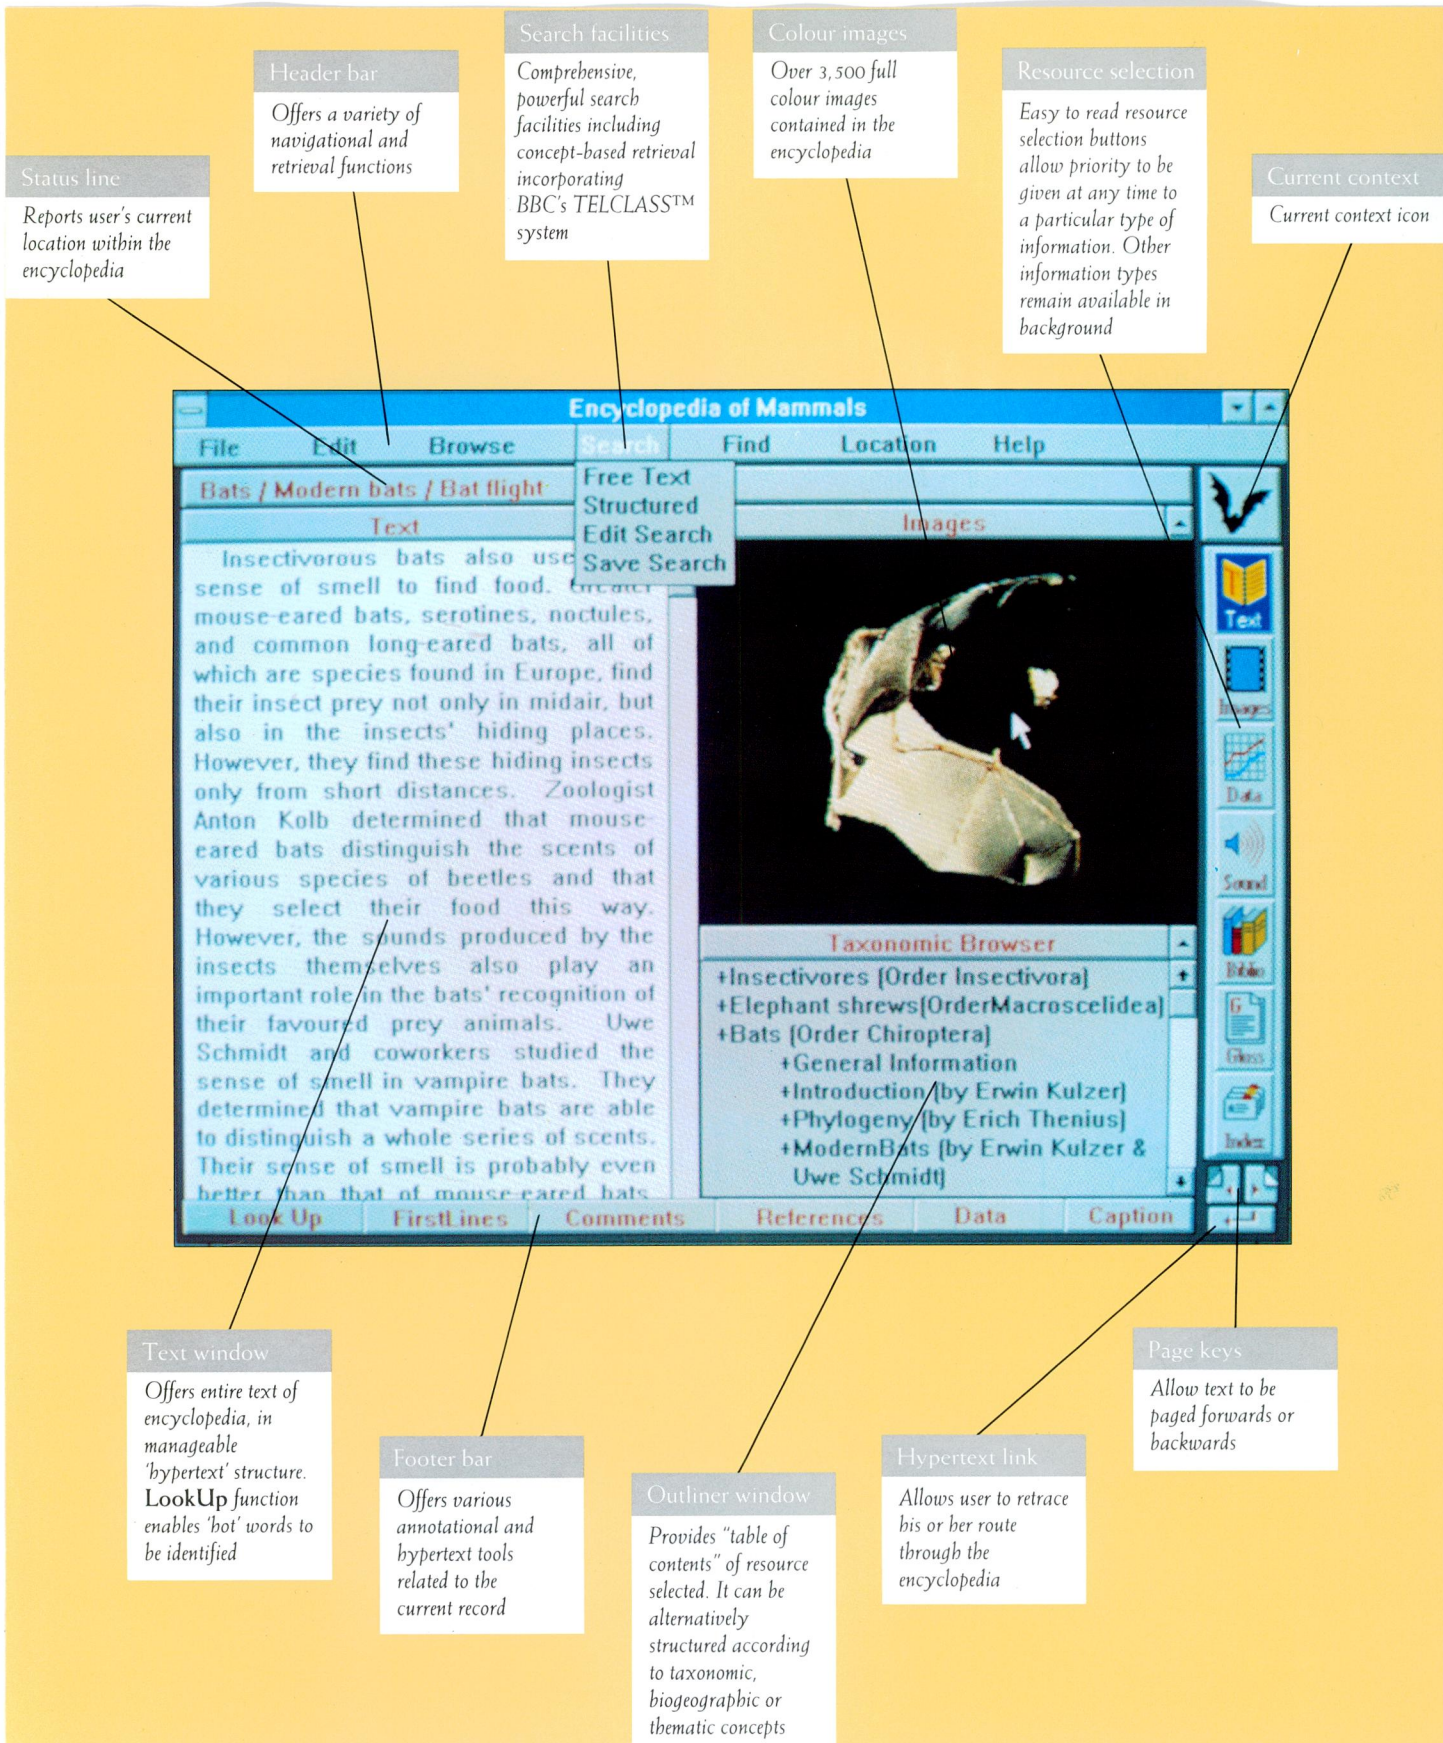 Search facilities
Comprehensive,
powerful search
facilities including
concept-based retrieval
incorporating
BBC's TELCLASS™
system
Colour images
Over 3,500 full
colour images
contained in the
encyclopedia
Header bar
Offers a variety of
navigational and
retrieval functions
Resource selection
Easy to read resource
selection buttons
allow priority to be
given at any time to
a particular type of
information. Other
information types
remain available in
background
Status line
Reports user's current
location within the
encyclopedia
Current context
Current context icon
Encyclopedia of Mammals
File Edit Browse Search Find Location Help
Bats / Modern bats / Bat flight
Free Text
Structured
Edit Search
Save Search
Text
Insectivorous bats also use
sense of smell to find food. Greater
mouse-eared bats, serotines, noctules,
and common long-eared bats, all of
which are species found in Europe, find
their insect prey not only in midair, but
also in the insects' hiding places.
However, they find these hiding insects
only from short distances. Zoologist
Anton Kolb determined that mouse-
eared bats distinguish the scents of
various species of beetles and that
they select their food this way.
However, the sounds produced by the
insects themselves also play an
important role in the bats' recognition of
their favoured prey animals. Uwe
Schmidt and coworkers studied the
sense of smell in vampire bats. They
determined that vampire bats are able
to distinguish a whole series of scents.
Their sense of smell is probably even
better than that of mouse-eared bats.
Images
Taxonomic Browser
+Insectivores (Order Insectivora)
+Elephant shrews(OrderMacroscelidea)
+Bats (Order Chiroptera)
+General Information
+Introduction (by Erwin Kulzer)
+Phylogeny (by Erich Thenius)
+ModernBats (by Erwin Kulzer &
Uwe Schmidt)
T
Text
Images
Data
Sound
Biblio
G
Gloss
Index
Look Up FirstLines Comments References Data Caption
Text window
Offers entire text of
encyclopedia, in
manageable
'hypertext' structure.
LookUp function
enables 'hot' words to
be identified
Footer bar
Offers various
annotational and
hypertext tools
related to the
current record
Outliner window
Provides "table of
contents" of resource
selected. It can be
alternatively
structured according
to taxonomic,
biogeographic or
thematic concepts
Hypertext link
Allows user to retrace
his or her route
through the
encyclopedia
Page keys
Allow text to be
paged forwards or
backwards